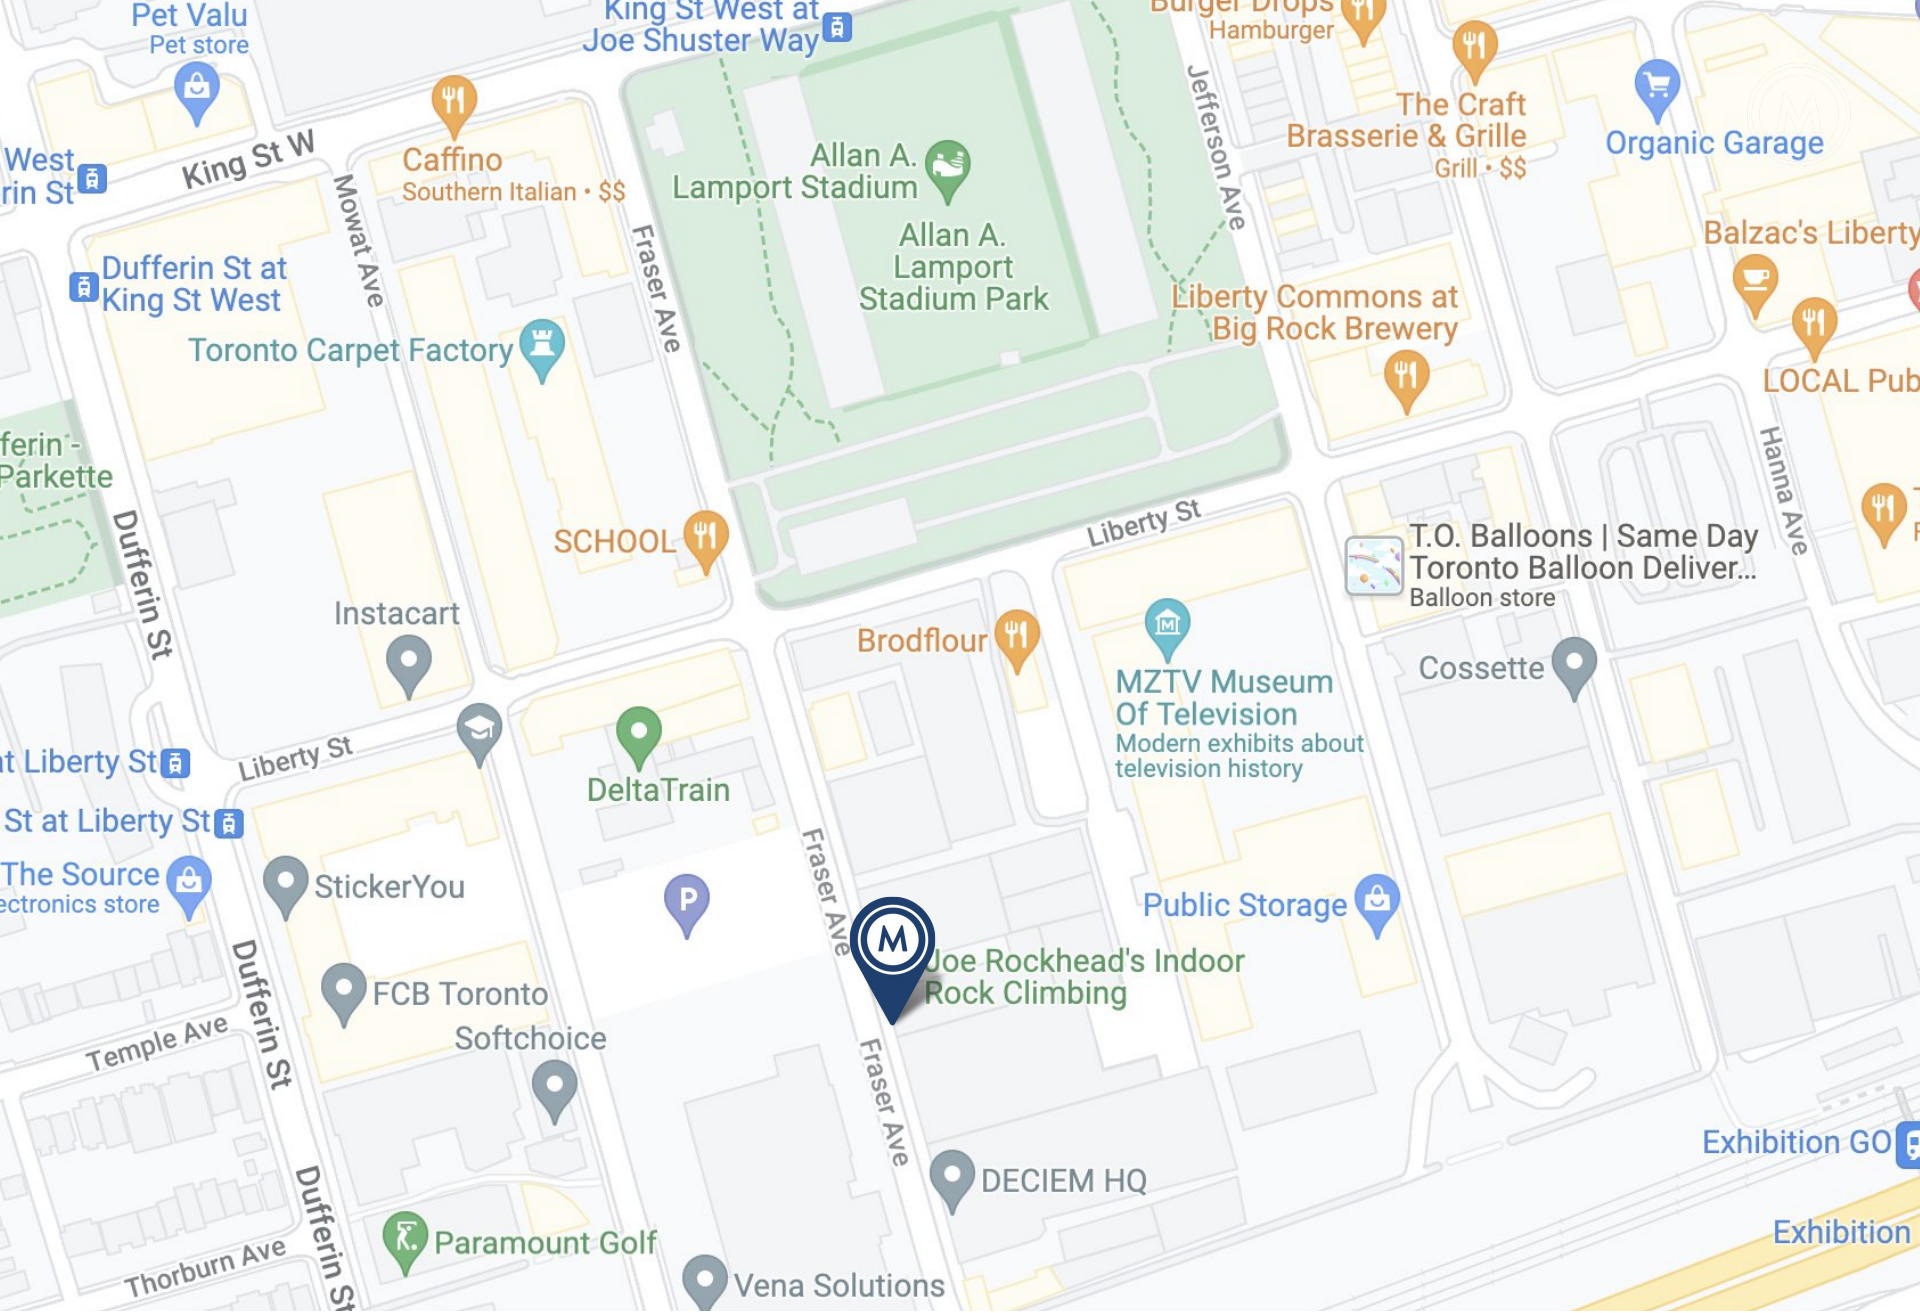 Pet Valu
Pet store
King St West at
Joe Shuster Way
Burger Drops
Hamburger
The Craft
Brasserie & Grille
Grill • $$
Organic Garage
M
King St W
Caffino
Southern Italian • $$
West
rin St
Mowat Ave
Fraser Ave
Jefferson Ave
Allan A.
Lamport Stadium
Allan A.
Lamport
Stadium Park
Balzac's Liberty
Dufferin St at
King St West
Toronto Carpet Factory
Liberty Commons at
Big Rock Brewery
LOCAL Pub
ferin -
Parkette
Hanna Ave
Dufferin St
SCHOOL
Liberty St
T.O. Balloons | Same Day
Toronto Balloon Deliver...
Balloon store
Instacart
Brodflour
M
MZTV Museum
Of Television
Modern exhibits about
television history
Cossette
at Liberty St
Liberty St
DeltaTrain
St at Liberty St
The Source
ectronics store
StickerYou
P
Fraser Ave
Public Storage
M
Joe Rockhead's Indoor
Rock Climbing
Dufferin St
FCB Toronto
Softchoice
Temple Ave
Fraser Ave
Exhibition GO
DECIEM HQ
Dufferin St
Paramount Golf
Thorburn Ave
Vena Solutions
Exhibition